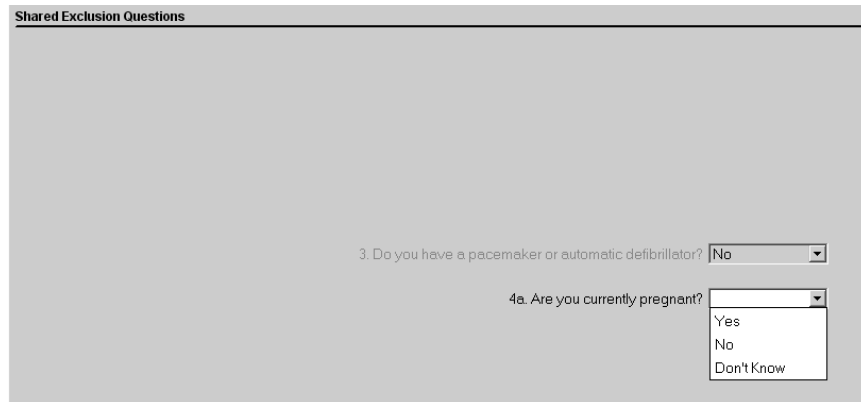 Shared Exclusion Questions
3. Do you have a pacemaker or automatic defibrillator? No
4a. Are you currently pregnant?
Yes
No
Don't Know